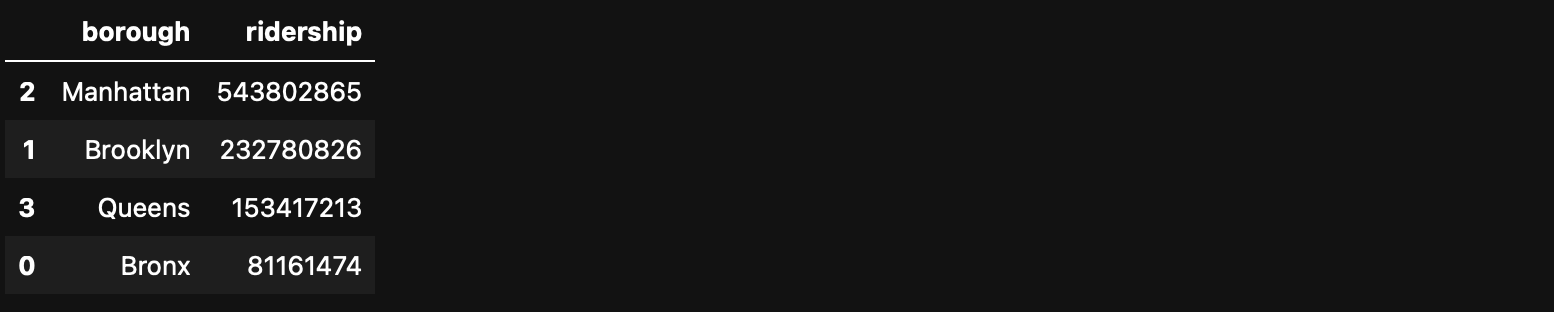 borough ridership
2 Manhattan 543802865
1 Brooklyn 232780826
3 Queens 153417213
0 Bronx 81161474